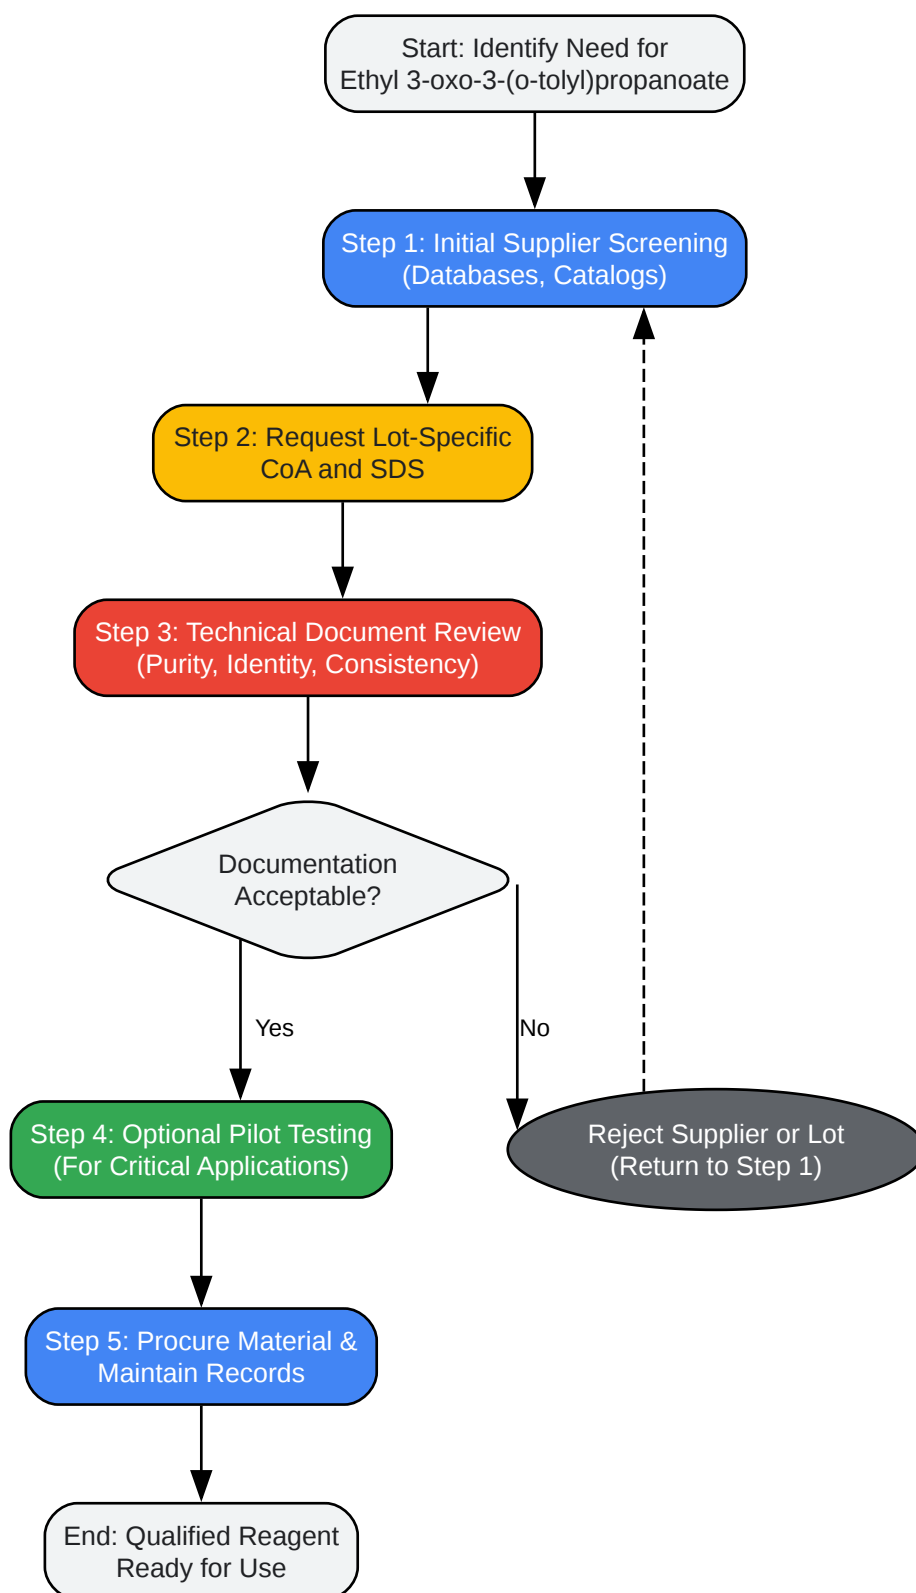 Start: Identify Need for
Ethyl 3-oxo-3-(o-tolyl)propanoate
Step 1: Initial Supplier Screening
(Databases, Catalogs)
Step 2: Request Lot-Specific
CoA and SDS
Step 3: Technical Document Review
(Purity, Identity, Consistency)
Documentation
Acceptable?
Yes
No
Step 4: Optional Pilot Testing
(For Critical Applications)
Reject Supplier or Lot
(Return to Step 1)
Step 5: Procure Material &
Maintain Records
End: Qualified Reagent
Ready for Use